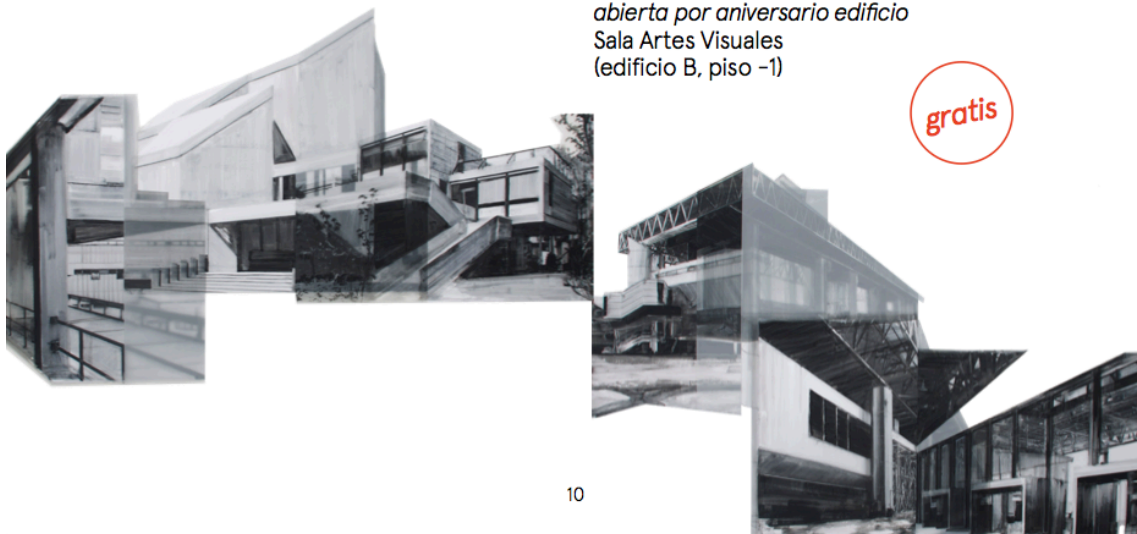 abierta por aniversario edificio
Sala Artes Visuales
(edificio B, piso -1)
gratis
10